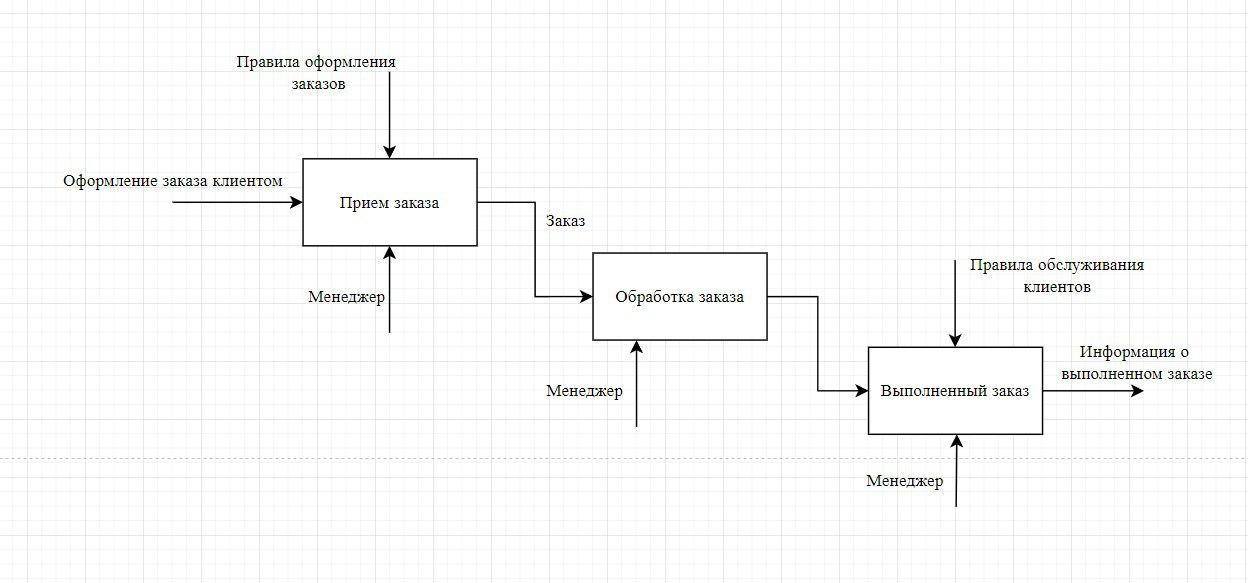 Правила оформления
заказов
Оформление заказа клиентом
Прием заказа
Заказ
Менеджер
Обработка заказа
Менеджер
Правила обслуживания
клиентов
Информация о
выполненном заказе
Выполненный заказ
Менеджер